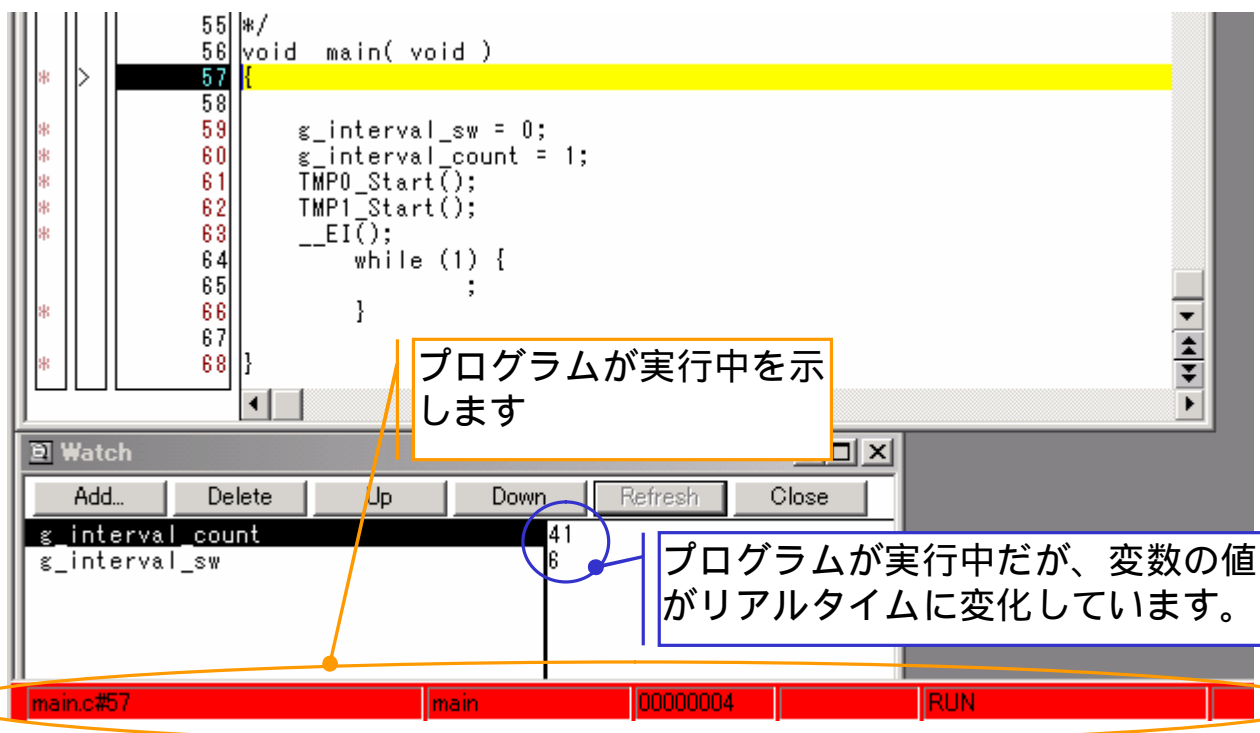 55 */
56 void  main( void )
* > 57 {
58
* 59     g_interval_sw = 0;
* 60     g_interval_count = 1;
* 61     TMP0_Start();
* 62     TMP1_Start();
* 63     __EI();
64         while (1) {
65                 ;
* 66         }
67
* 68 }
プログラムが実行中を示
します
Watch
Add... Delete Up Down Refresh Close
g_interval_count 41
g_interval_sw 6
プログラムが実行中だが、変数の値
がリアルタイムに変化しています。
main.c#57 main 00000004 RUN